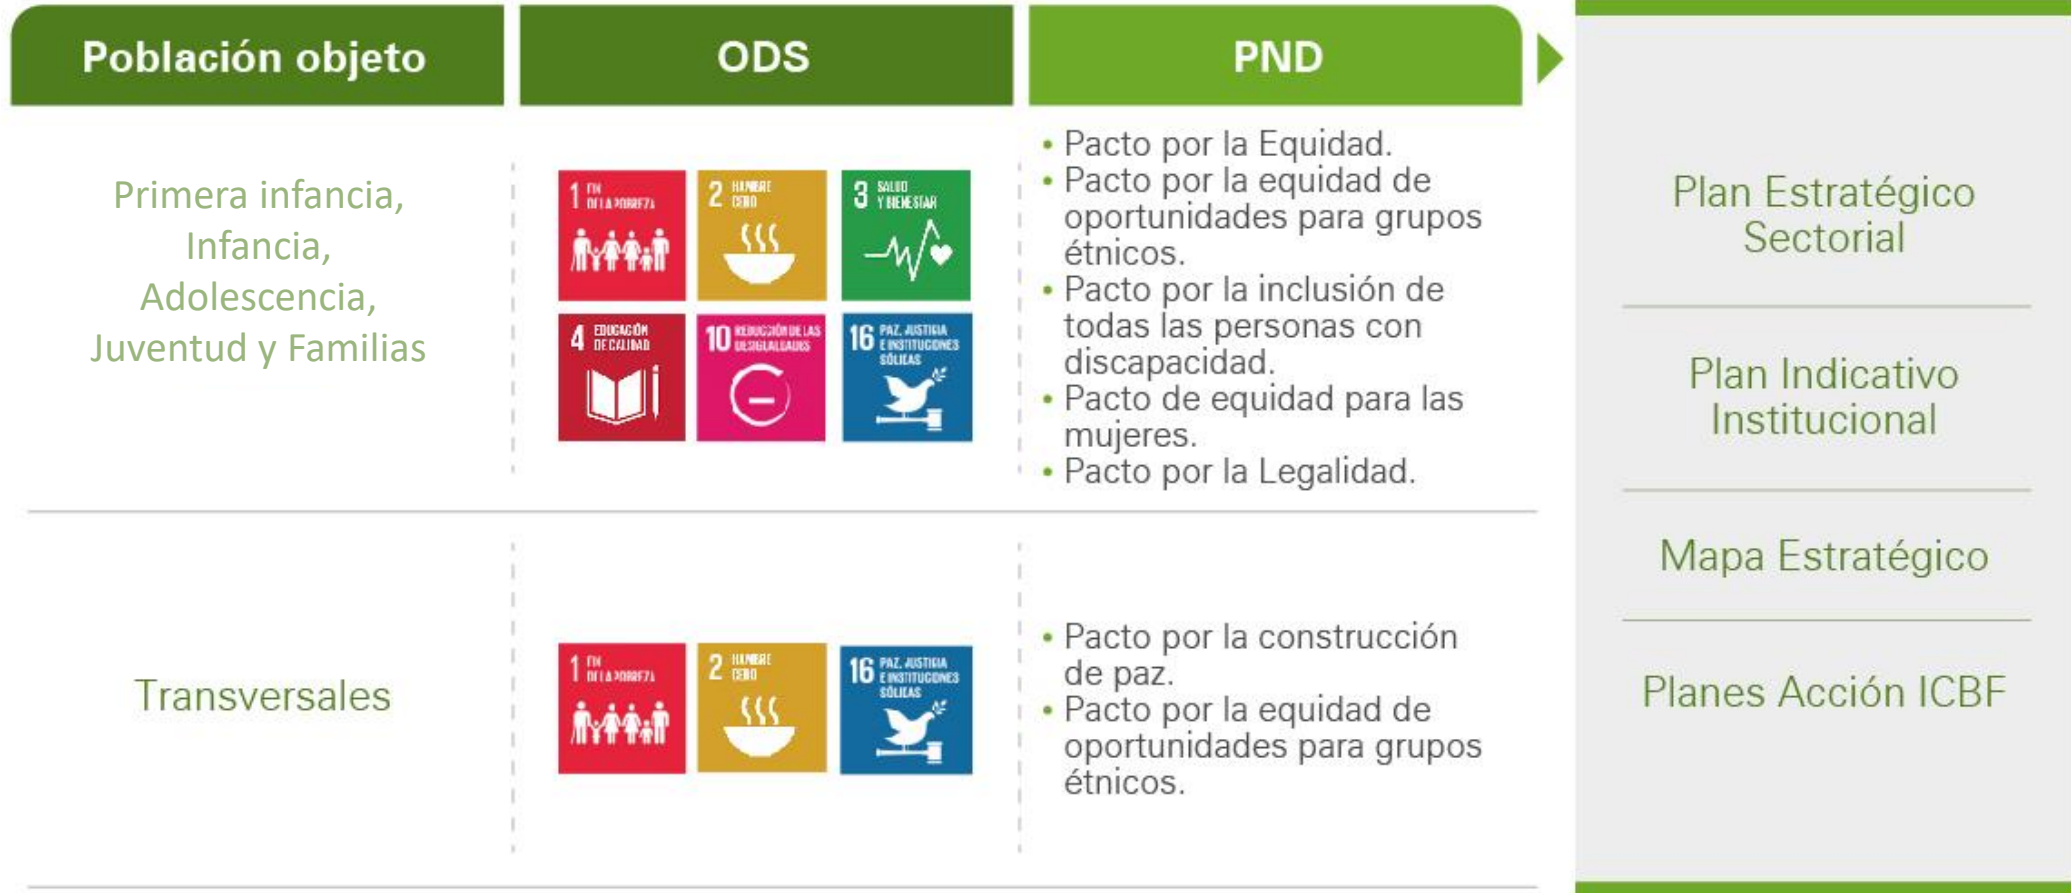 Población objeto
ODS
PND
Primera infancia,
Infancia,
Adolescencia,
Juventud y Familias
1 FIN
DE LA POBREZA
2 HAMBRE
CERO
3 SALUD
Y BIENESTAR
4 EDUCACIÓN
DE CALIDAD
10 REDUCCIÓN DE LAS
DESIGUALDADES
16 PAZ, JUSTICIA
E INSTITUCIONES
SÓLIDAS
• Pacto por la Equidad.
• Pacto por la equidad de
oportunidades para grupos
étnicos.
• Pacto por la inclusión de
todas las personas con
discapacidad.
• Pacto de equidad para las
mujeres.
• Pacto por la Legalidad.
Transversales
1 FIN
DE LA POBREZA
2 HAMBRE
CERO
16 PAZ, JUSTICIA
E INSTITUCIONES
SÓLIDAS
• Pacto por la construcción
de paz.
• Pacto por la equidad de
oportunidades para grupos
étnicos.
Plan Estratégico
Sectorial
Plan Indicativo
Institucional
Mapa Estratégico
Planes Acción ICBF